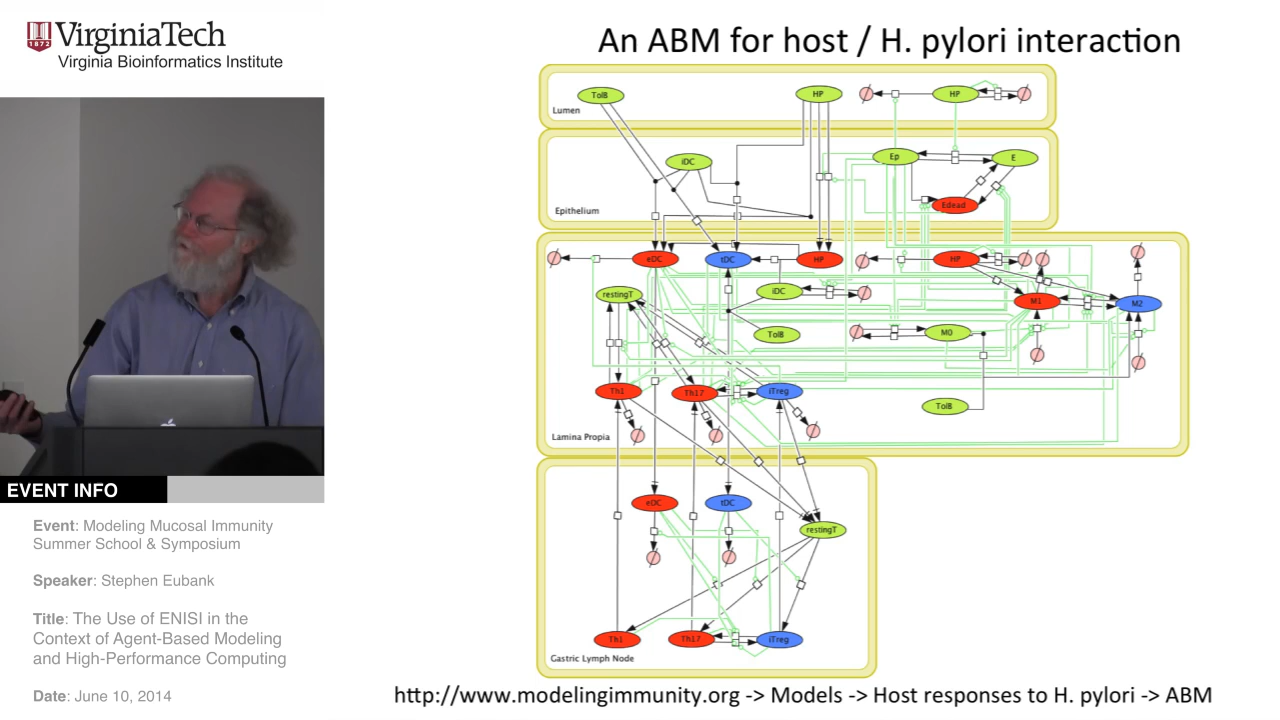 1872
VirginiaTech
Virginia Bioinformatics Institute
An ABM for host / H. pylori interaction
TolB
HP
HP
Lumen
iDC
Ep
E
Edead
Epithelium
eDC
tDC
HP
HP
restingT
iDC
M1
M2
TolB
M0
Th1
Th17
iTreg
TolB
Lamina Propia
eDC
tDC
restingT
Th1
Th17
iTreg
Gastric Lymph Node
EVENT INFO
Event: Modeling Mucosal Immunity
Summer School & Symposium
Speaker: Stephen Eubank
Title: The Use of ENISI in the
Context of Agent-Based Modeling
and High-Performance Computing
Date: June 10, 2014
http://www.modelingimmunity.org -> Models -> Host responses to H. pylori -> ABM